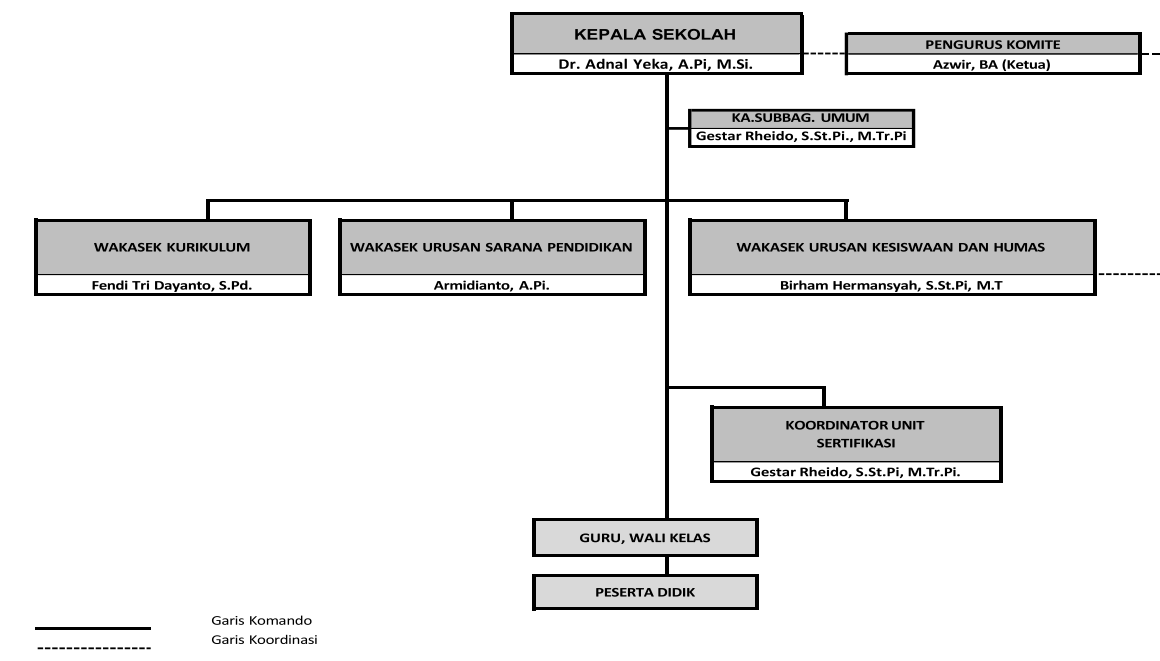 KEPALA SEKOLAH
Dr. Adnal Yeka, A.Pi, M.Si.
PENGURUS KOMITE
Azwir, BA (Ketua)
KA.SUBBAG. UMUM
Gestar Rheido, S.St.Pi., M.Tr.Pi
WAKASEK KURIKULUM
Fendi Tri Dayanto, S.Pd.
WAKASEK URUSAN SARANA PENDIDIKAN
Armidianto, A.Pi.
WAKASEK URUSAN KESISWAAN DAN HUMAS
Birham Hermansyah, S.St.Pi, M.T
KOORDINATOR UNIT
SERTIFIKASI
Gestar Rheido, S.St.Pi, M.Tr.Pi.
GURU, WALI KELAS
PESERTA DIDIK
Garis Komando
Garis Koordinasi